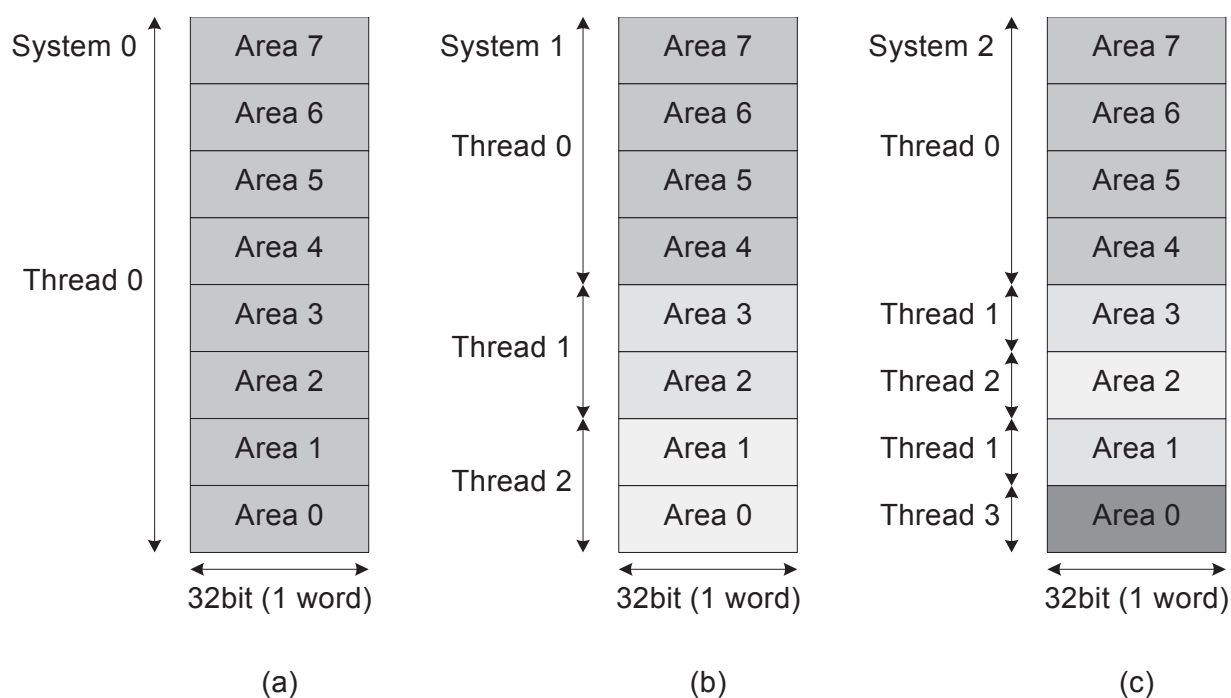 System 0
Thread 0
Area 7
Area 6
Area 5
Area 4
Area 3
Area 2
Area 1
Area 0
32bit (1 word)
(a)
System 1
Thread 0
Thread 1
Thread 2
Area 7
Area 6
Area 5
Area 4
Area 3
Area 2
Area 1
Area 0
32bit (1 word)
(b)
System 2
Thread 0
Thread 1
Thread 2
Thread 1
Thread 3
Area 7
Area 6
Area 5
Area 4
Area 3
Area 2
Area 1
Area 0
32bit (1 word)
(c)